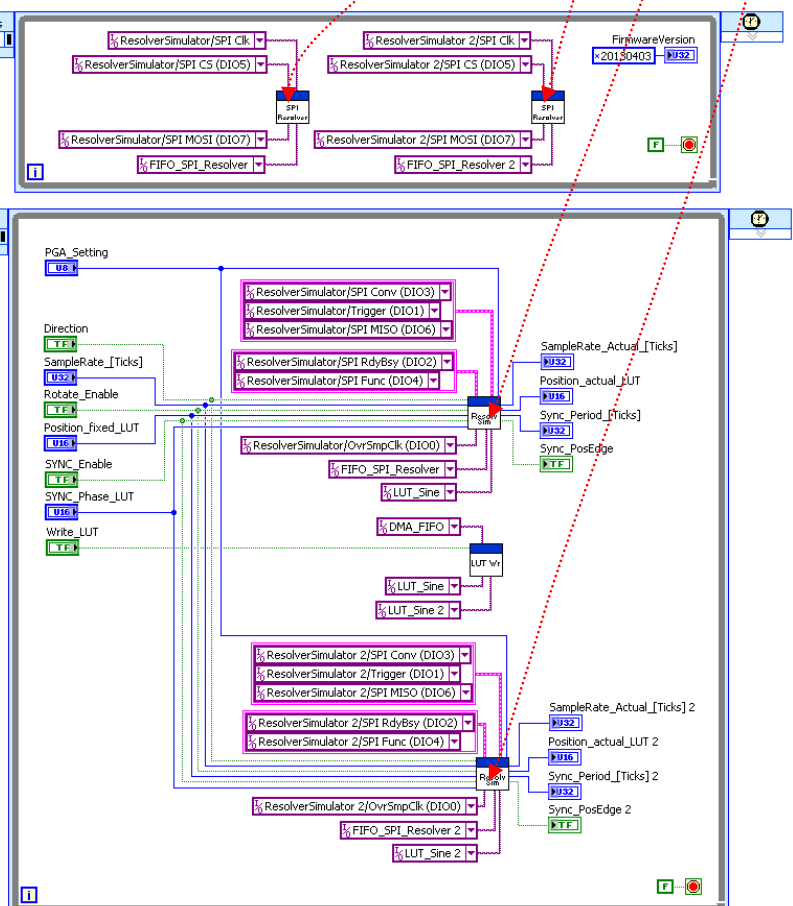 ResolverSimulator/SPI Clk
ResolverSimulator 2/SPI Clk
FirmwareVersion
×20130403
U32
ResolverSimulator/SPI CS (DIO5)
ResolverSimulator 2/SPI CS (DIO5)
SPI
Resolver
SPI
Resolver
ResolverSimulator/SPI MOSI (DIO7)
ResolverSimulator 2/SPI MOSI (DIO7)
F
FIFO_SPI_Resolver
FIFO_SPI_Resolver 2
i
PGA_Setting
U8
ResolverSimulator/SPI Conv (DIO3)
ResolverSimulator/Trigger (DIO1)
ResolverSimulator/SPI MISO (DIO6)
Direction
TF
SampleRate_[Ticks]
U32
Rotate_Enable
TF
Position_fixed_LUT
U16
SYNC_Enable
TF
SYNC_Phase_LUT
U16
Write_LUT
TF
ResolverSimulator/SPI RdyBsy (DIO2)
ResolverSimulator/SPI Func (DIO4)
Resolv
Sim
SampleRate_Actual_[Ticks]
U32
Position_actual_LUT
U16
Sync_Period_[Ticks]
U32
Sync_PosEdge
TF
ResolverSimulator/OvrSmpClk (DIO0)
FIFO_SPI_Resolver
LUT_Sine
DMA_FIFO
LUT Wr
LUT_Sine
LUT_Sine 2
ResolverSimulator 2/SPI Conv (DIO3)
ResolverSimulator 2/Trigger (DIO1)
ResolverSimulator 2/SPI MISO (DIO6)
ResolverSimulator 2/SPI RdyBsy (DIO2)
ResolverSimulator 2/SPI Func (DIO4)
Resolv
Sim
SampleRate_Actual_[Ticks] 2
U32
Position_actual_LUT 2
U16
Sync_Period_[Ticks] 2
U32
Sync_PosEdge 2
TF
ResolverSimulator 2/OvrSmpClk (DIO0)
FIFO_SPI_Resolver 2
LUT_Sine 2
F
i